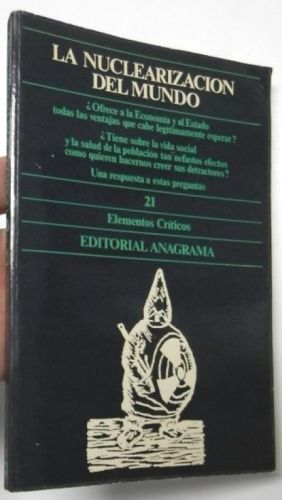 LA NUCLEARIZACION
DEL MUNDO
¿Ofrece a la Economía y al Estado
todas las ventajas que cabe legítimamente esperar?
¿Tiene sobre la vida social
y la salud de la población tan nefastos efectos
como quieren hacernos creer sus detractores?
Una respuesta a estas preguntas
21
Elementos Críticos
EDITORIAL ANAGRAMA